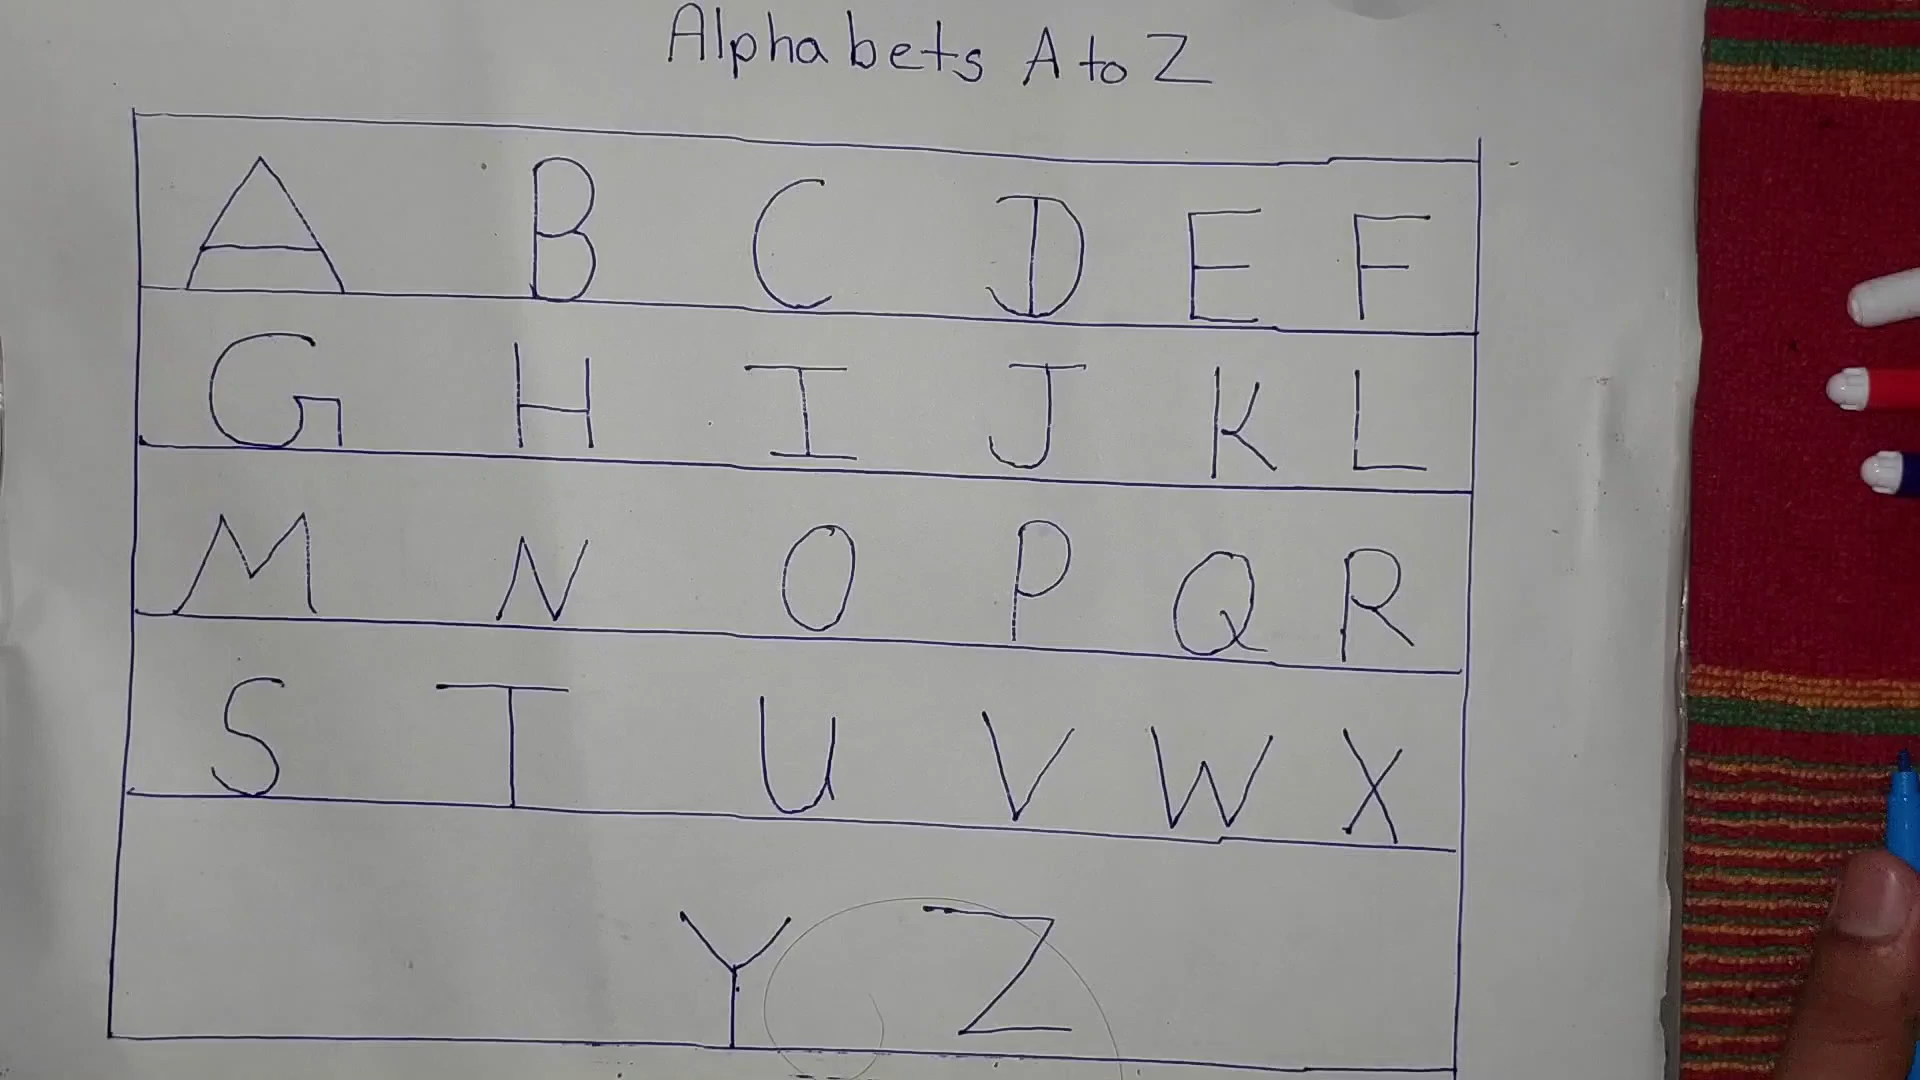 Alphabets A to Z
A B C D E F
G H I J K L
M N O P Q R
S T U V W X
Y Z